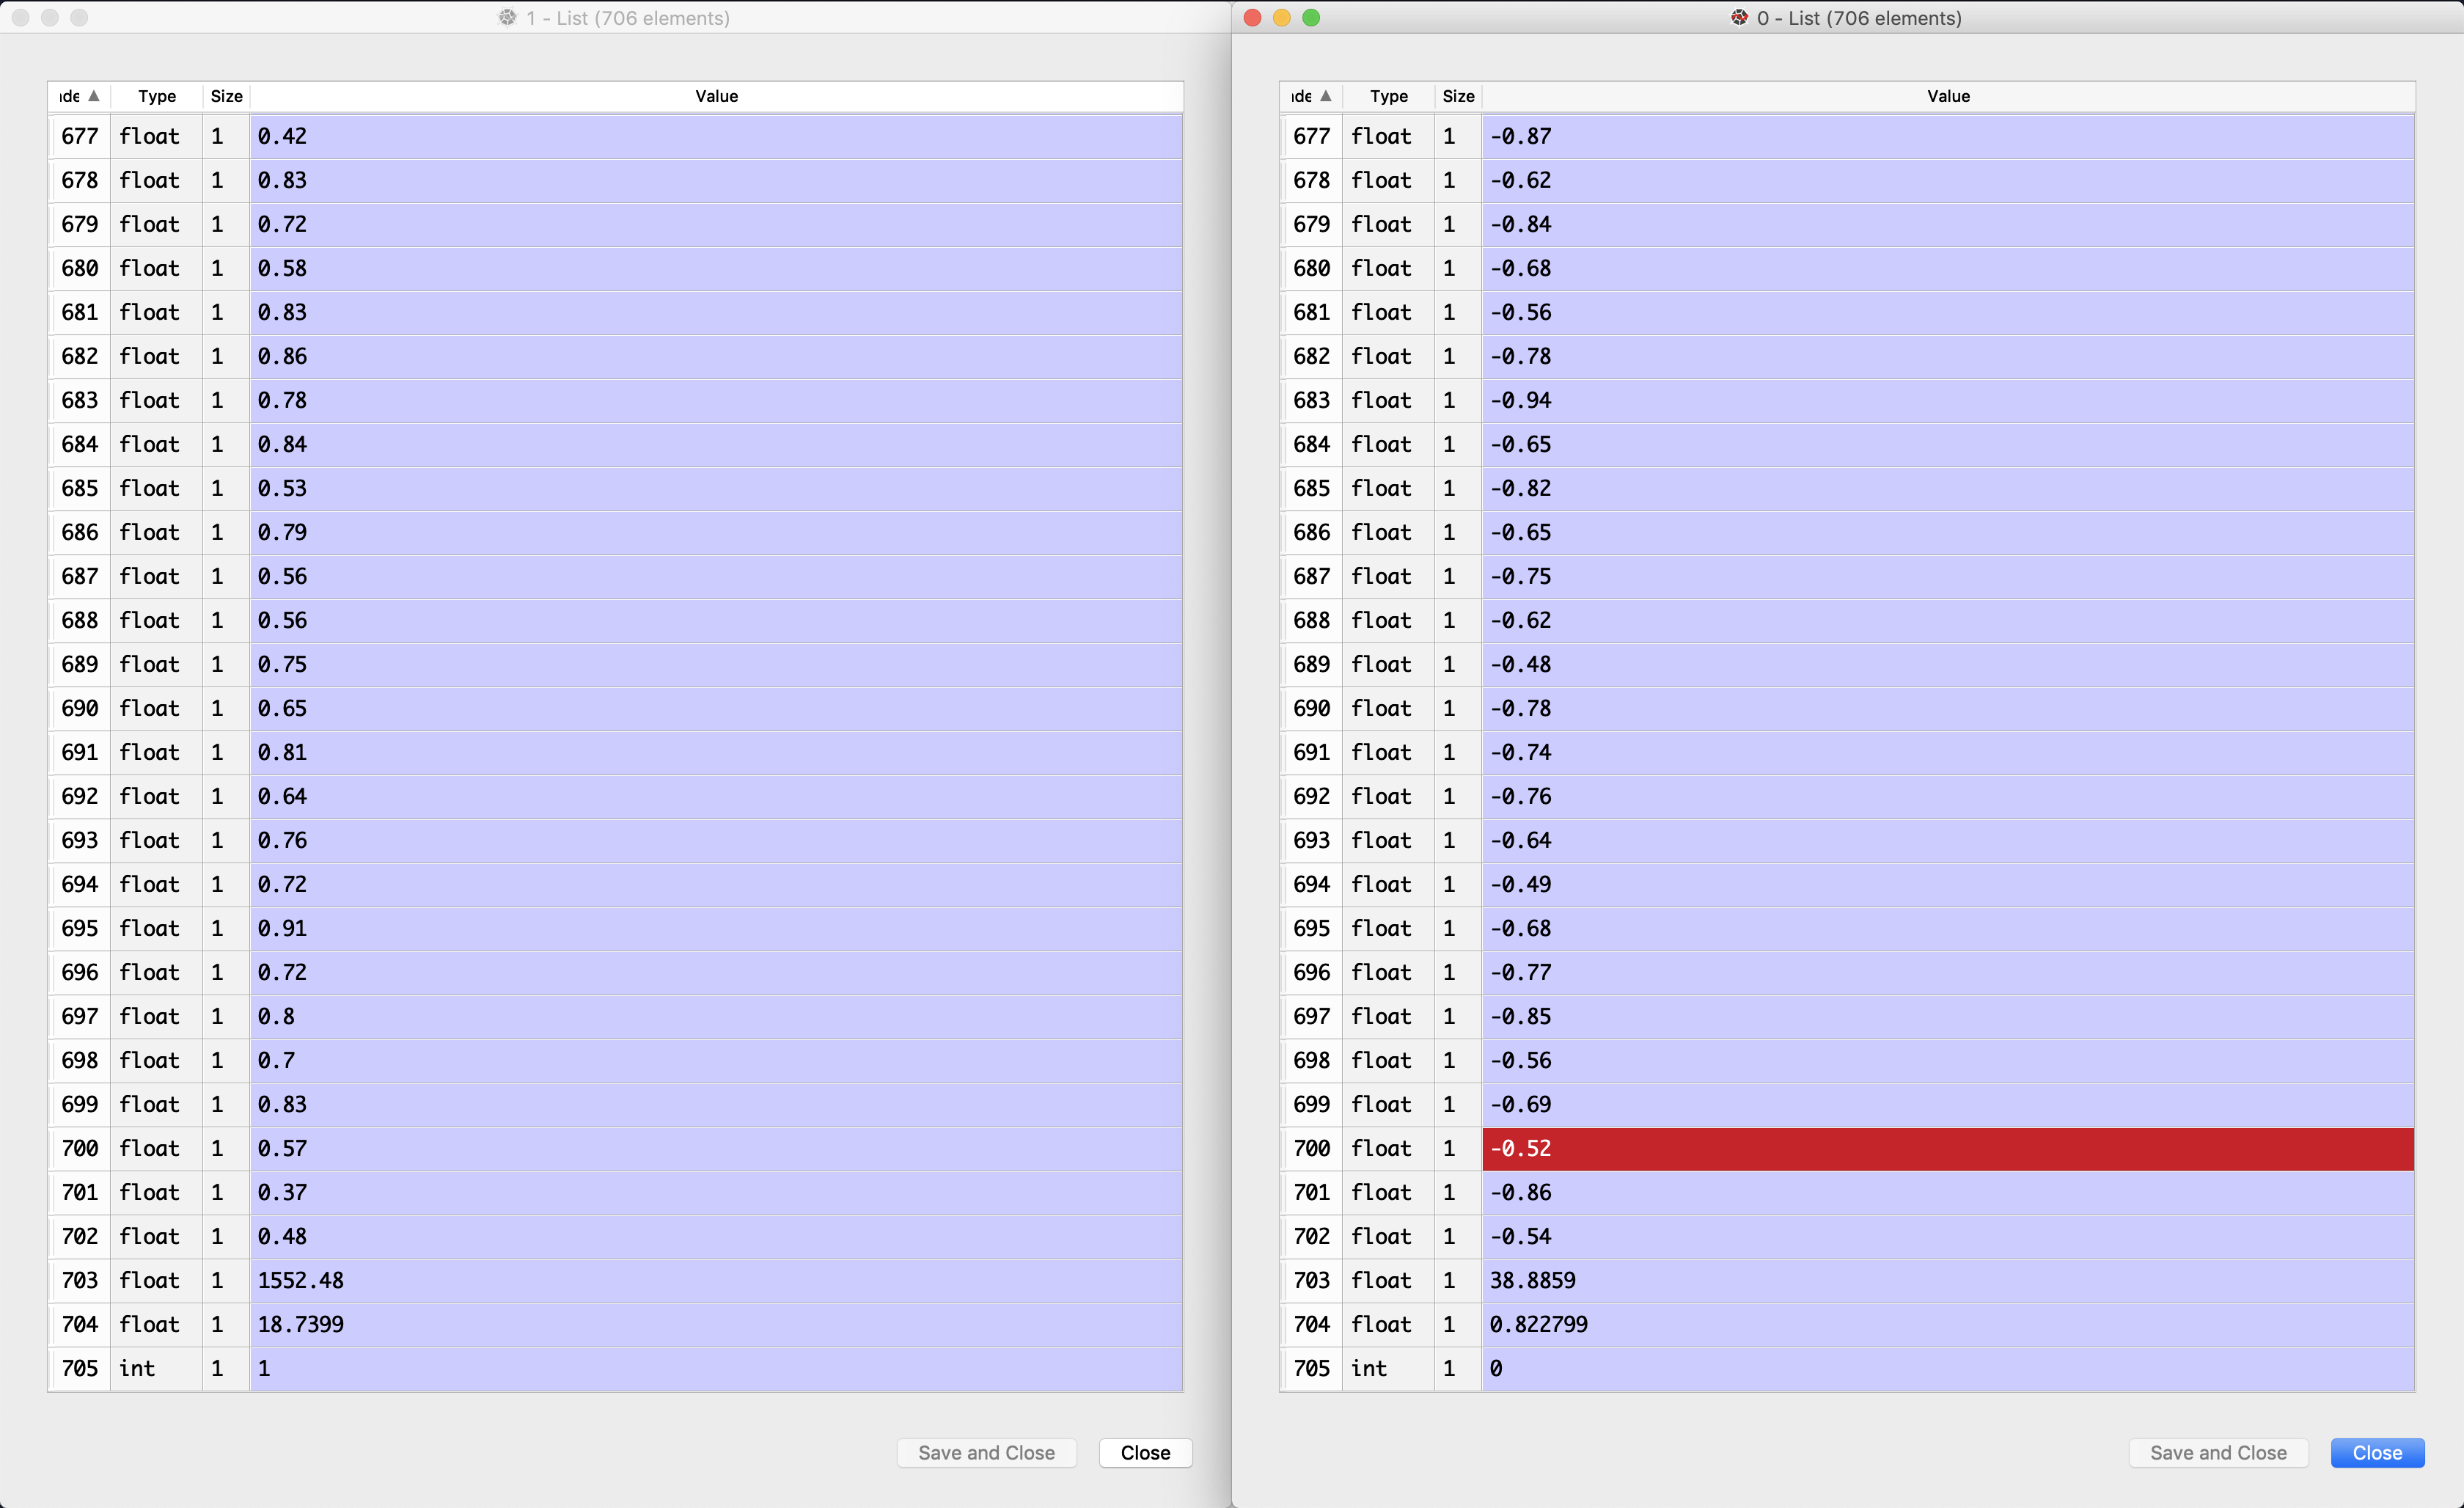 1 - List (706 elements)
nde Type Size Value
677 float 1 0.42
678 float 1 0.83
679 float 1 0.72
680 float 1 0.58
681 float 1 0.83
682 float 1 0.86
683 float 1 0.78
684 float 1 0.84
685 float 1 0.53
686 float 1 0.79
687 float 1 0.56
688 float 1 0.56
689 float 1 0.75
690 float 1 0.65
691 float 1 0.81
692 float 1 0.64
693 float 1 0.76
694 float 1 0.72
695 float 1 0.91
696 float 1 0.72
697 float 1 0.8
698 float 1 0.7
699 float 1 0.83
700 float 1 0.57
701 float 1 0.37
702 float 1 0.48
703 float 1 1552.48
704 float 1 18.7399
705 int 1 1
Save and Close Close
0 - List (706 elements)
nde Type Size Value
677 float 1 -0.87
678 float 1 -0.62
679 float 1 -0.84
680 float 1 -0.68
681 float 1 -0.56
682 float 1 -0.78
683 float 1 -0.94
684 float 1 -0.65
685 float 1 -0.82
686 float 1 -0.65
687 float 1 -0.75
688 float 1 -0.62
689 float 1 -0.48
690 float 1 -0.78
691 float 1 -0.74
692 float 1 -0.76
693 float 1 -0.64
694 float 1 -0.49
695 float 1 -0.68
696 float 1 -0.77
697 float 1 -0.85
698 float 1 -0.56
699 float 1 -0.69
700 float 1 -0.52
701 float 1 -0.86
702 float 1 -0.54
703 float 1 38.8859
704 float 1 0.822799
705 int 1 0
Save and Close Close